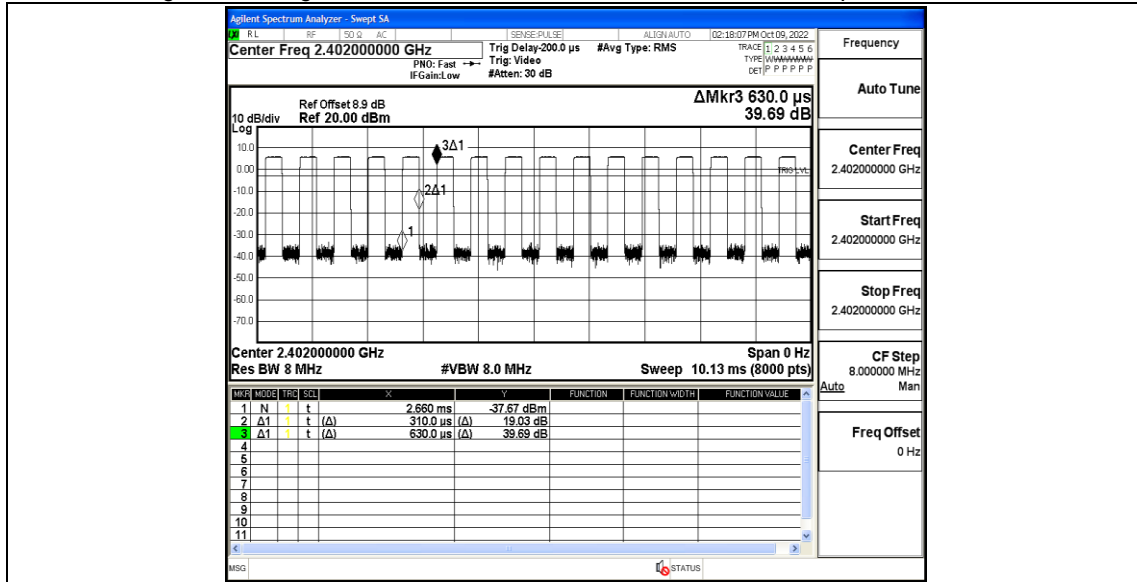 Agilent Spectrum Analyzer - Swept SA
RL RF 50 Ω AC SENSE:PULSE ALIGNAUTO 02:18:07 PM Oct 09, 2022
Center Freq 2.402000000 GHz
PNO: Fast
IFGain:Low
Trig Delay-200.0 µs
Trig: Video
#Atten: 30 dB
#Avg Type: RMS
TRACE 1 2 3 4 5 6
TYPE
DET P P P P P P
Frequency
Auto Tune
Center Freq
2.402000000 GHz
Start Freq
2.402000000 GHz
Stop Freq
2.402000000 GHz
CF Step
8.000000 MHz
Auto Man
Freq Offset
0 Hz
ΔMkr3 630.0 µs
39.69 dB
Ref Offset 8.9 dB
10 dB/div Ref 20.00 dBm
Log
10.0
0.00
-10.0
-20.0
-30.0
-40.0
-50.0
-60.0
-70.0
3Δ1
TRIG LVL
2Δ1
1
Center 2.402000000 GHz Span 0 Hz
Res BW 8 MHz #VBW 8.0 MHz Sweep 10.13 ms (8000 pts)
MKR MODE TRC SCL X Y FUNCTION FUNCTION WIDTH FUNCTION VALUE
1 N 1 t 2.660 ms -37.67 dBm
2 Δ1 1 t (Δ) 310.0 µs (Δ) 19.03 dB
3 Δ1 1 t (Δ) 630.0 µs (Δ) 39.69 dB
4
5
6
7
8
9
10
11
MSG STATUS